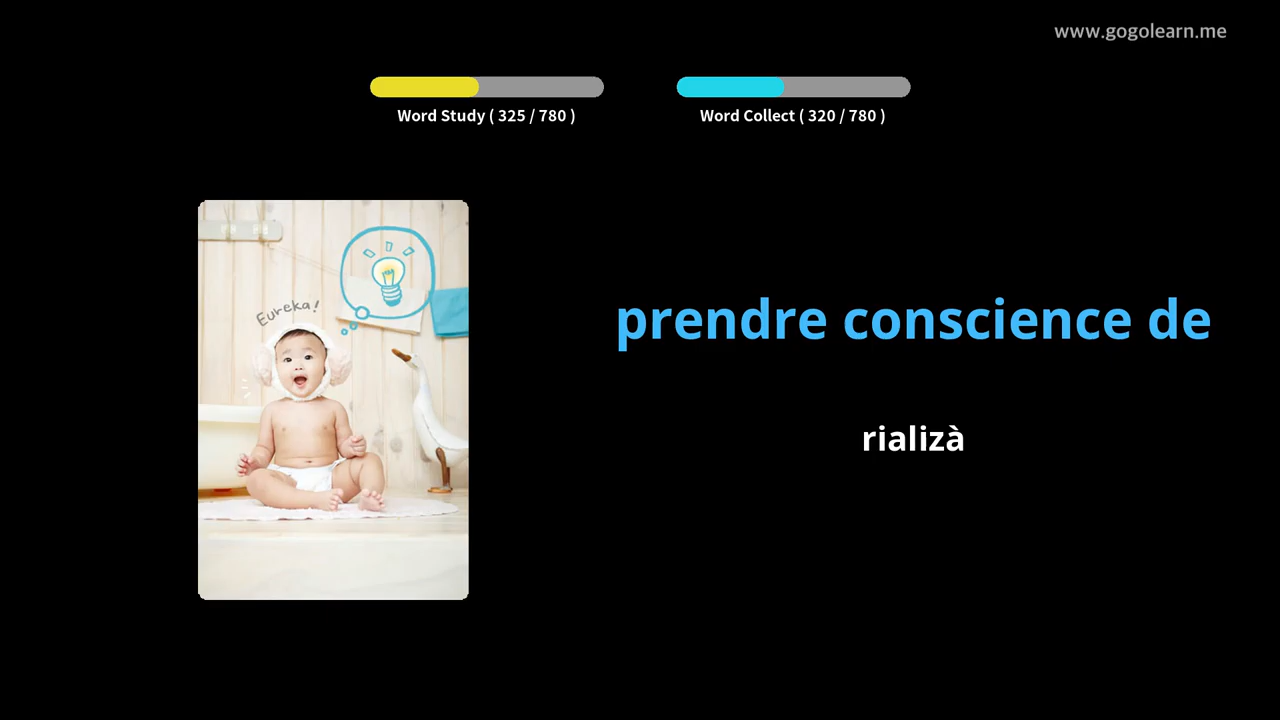 www.gogolearn.me
Word Study ( 325 / 780 )
Word Collect ( 320 / 780 )
Eureka!
prendre conscience de
rializà